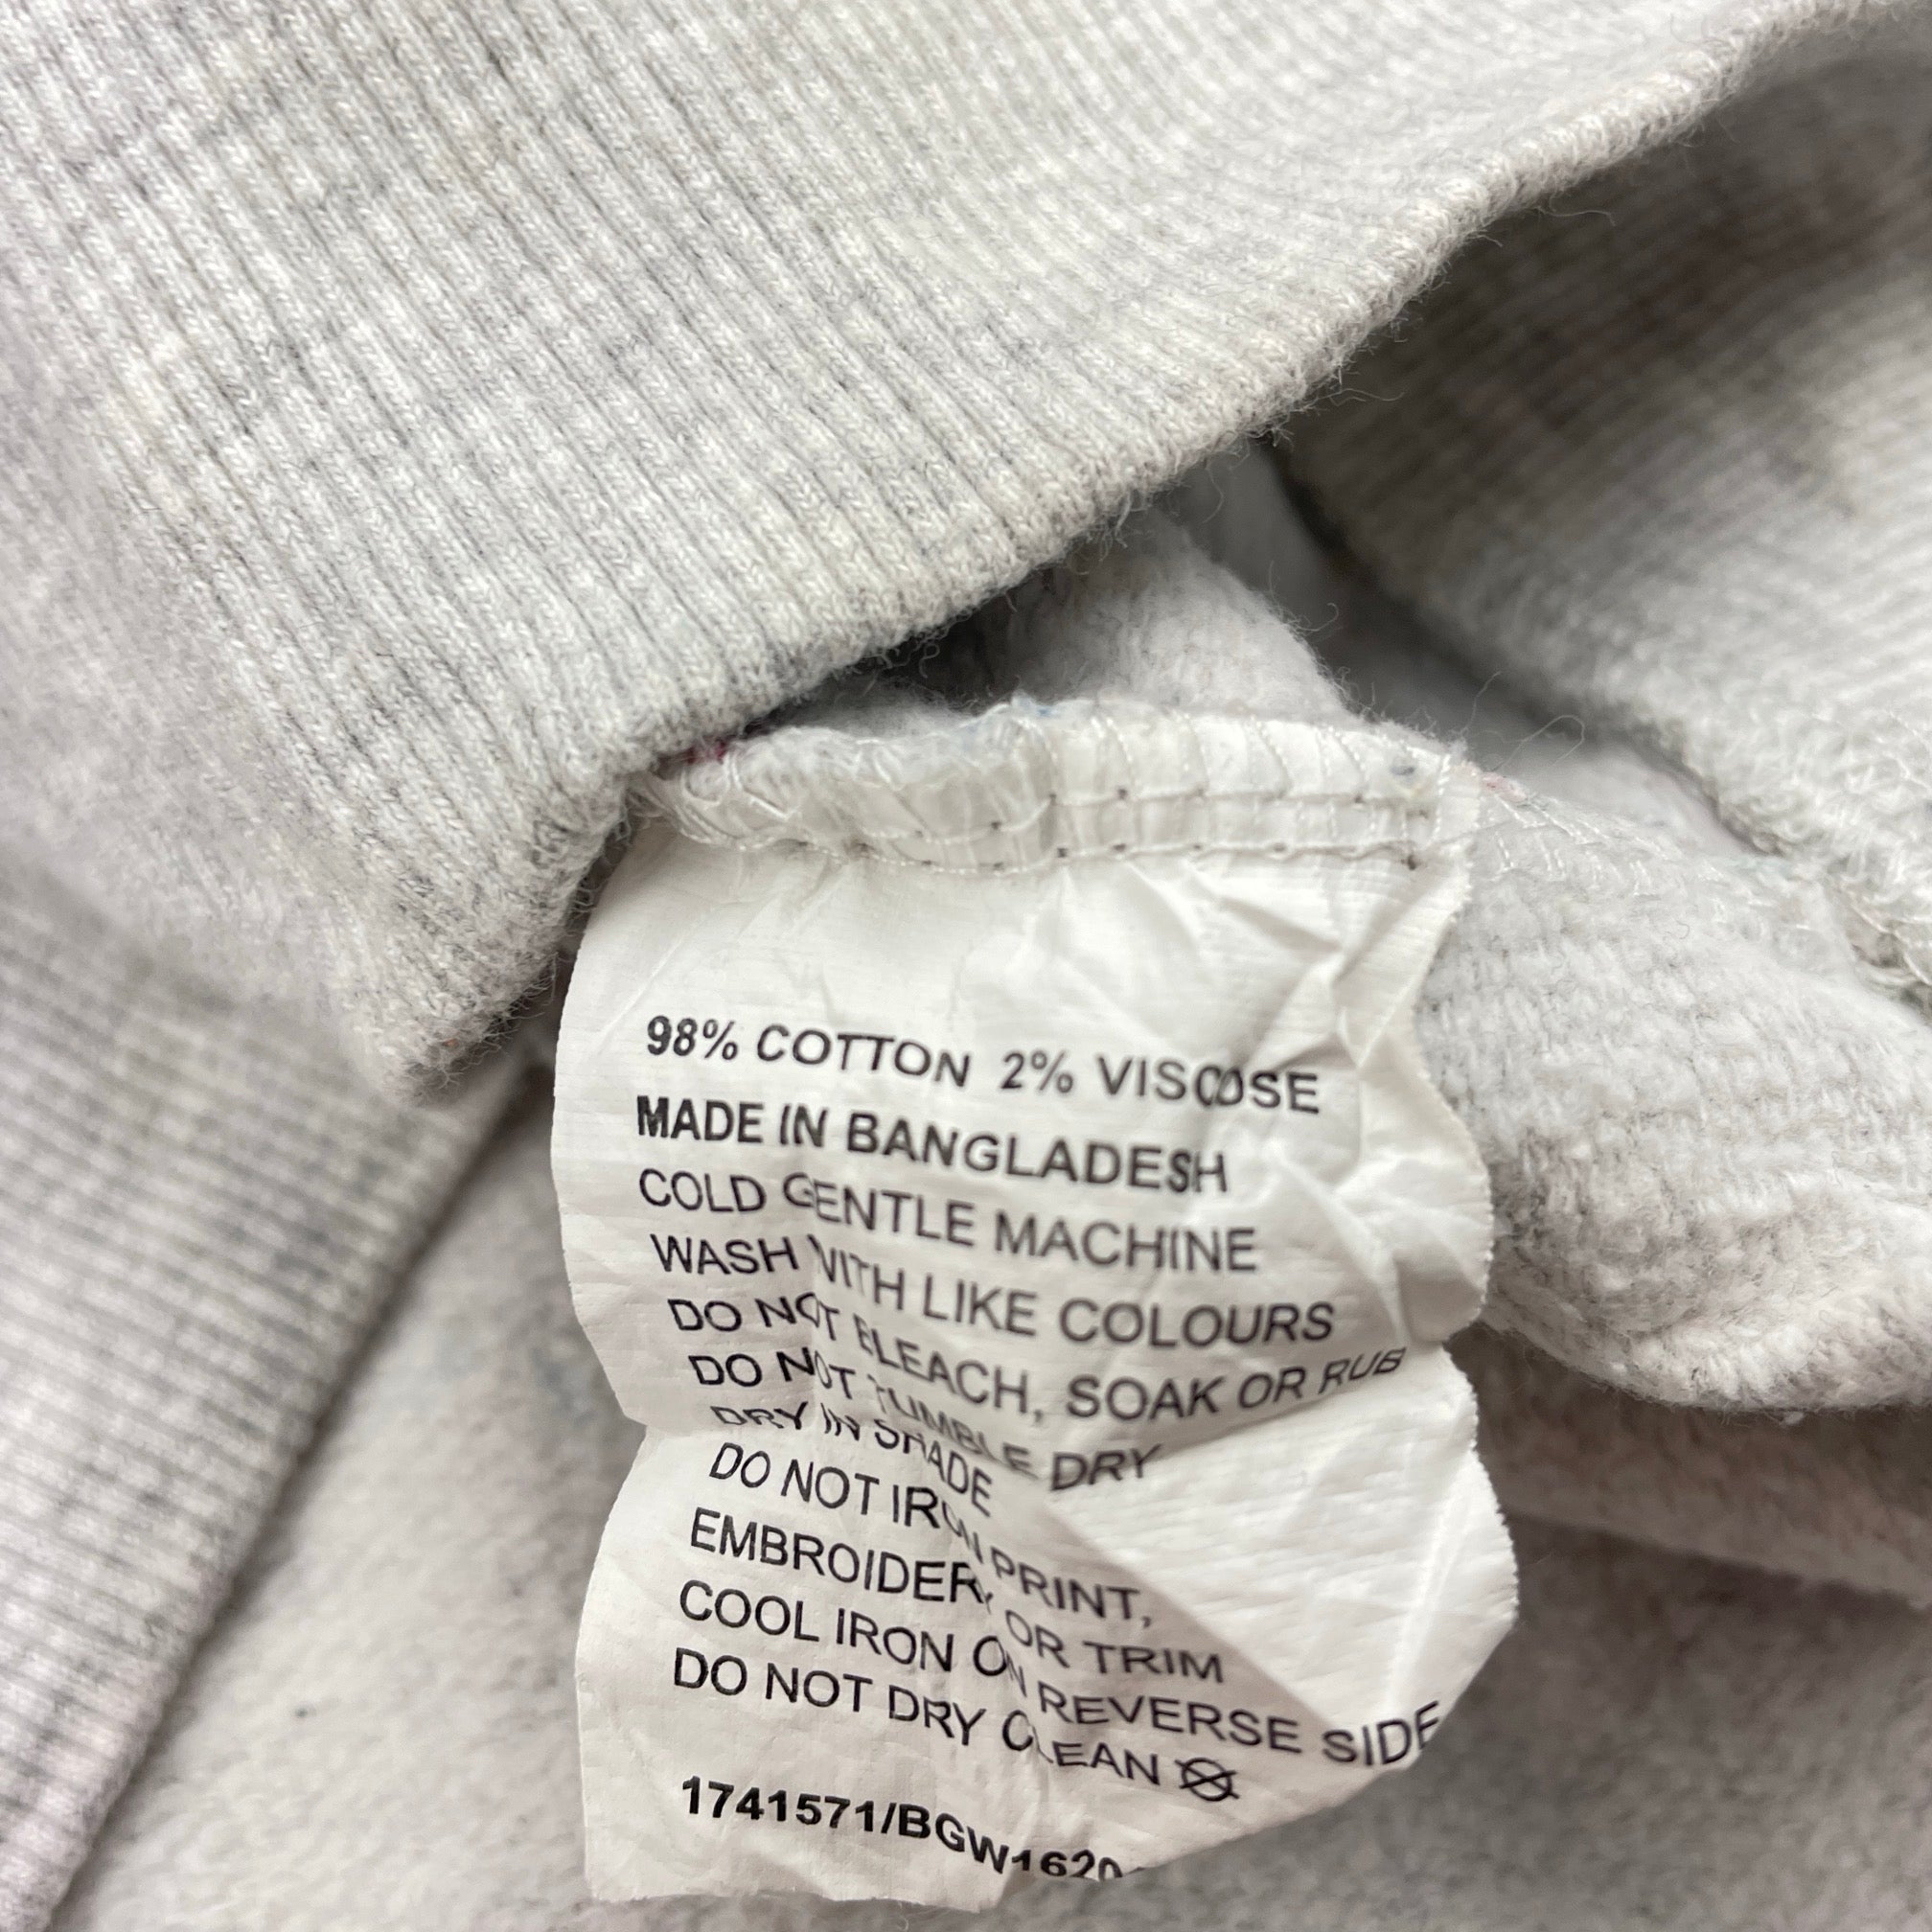 98% COTTON 2% VISCOSE
MADE IN BANGLADESH
COLD GENTLE MACHINE
WASH WITH LIKE COLOURS
DO NOT BLEACH, SOAK OR RUB
DO NOT TUMBLE DRY
DRY IN SHADE
DO NOT IRON PRINT,
EMBROIDERY OR TRIM
COOL IRON ON REVERSE SIDE
DO NOT DRY CLEAN
1741571/BGW1620